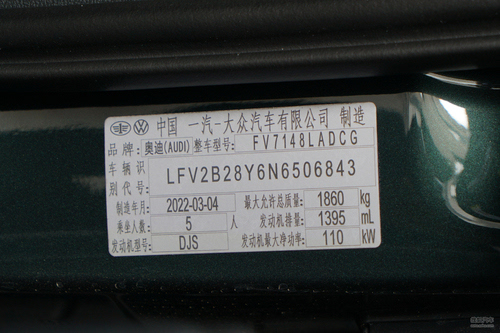 中国 一汽-大众汽车有限公司 制造
品牌: 奥迪(AUDI) 整车型号: FV7148LADCG
车辆识别代号: LFV2B28Y6N6506843
制造年月: 2022-03-04 最大允许总质量: 1860 kg
乘坐人数: 5 人 发动机排量: 1395 mL
发动机型号: DJS 发动机最大净功率: 110 kW